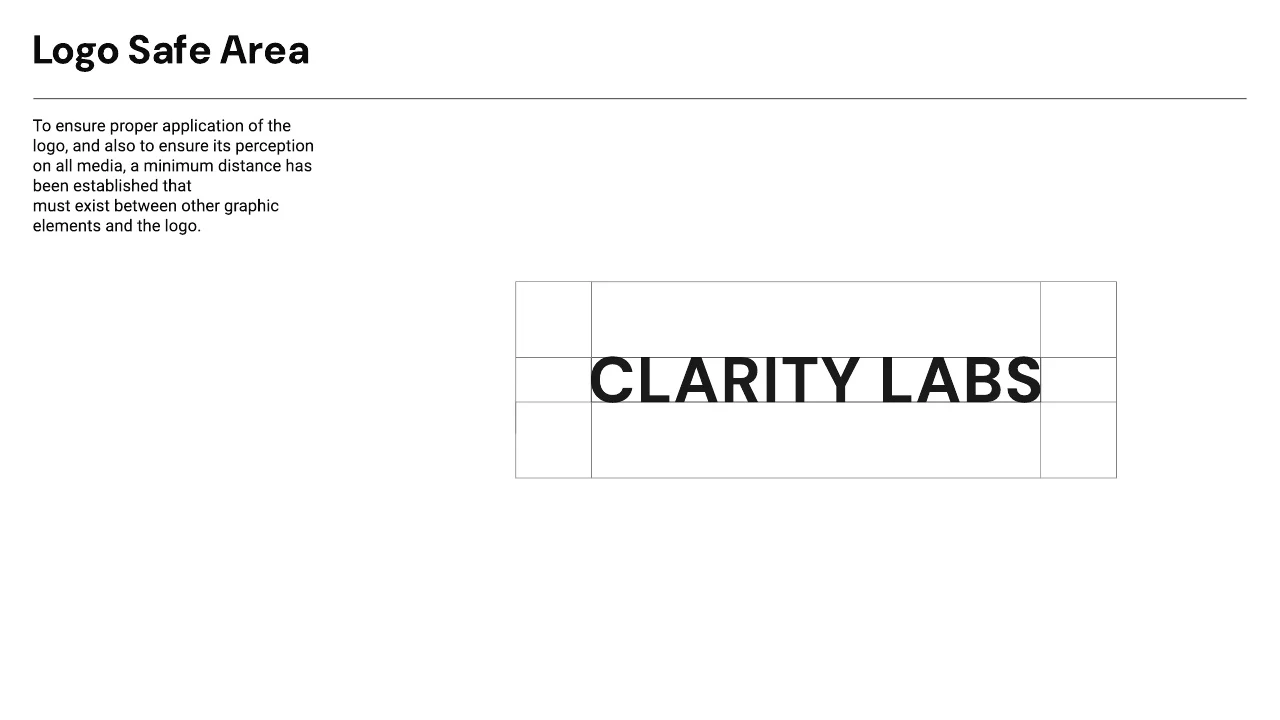 Logo Safe Area
To ensure proper application of the
logo, and also to ensure its perception
on all media, a minimum distance has
been established that
must exist between other graphic
elements and the logo.
CLARITY LABS